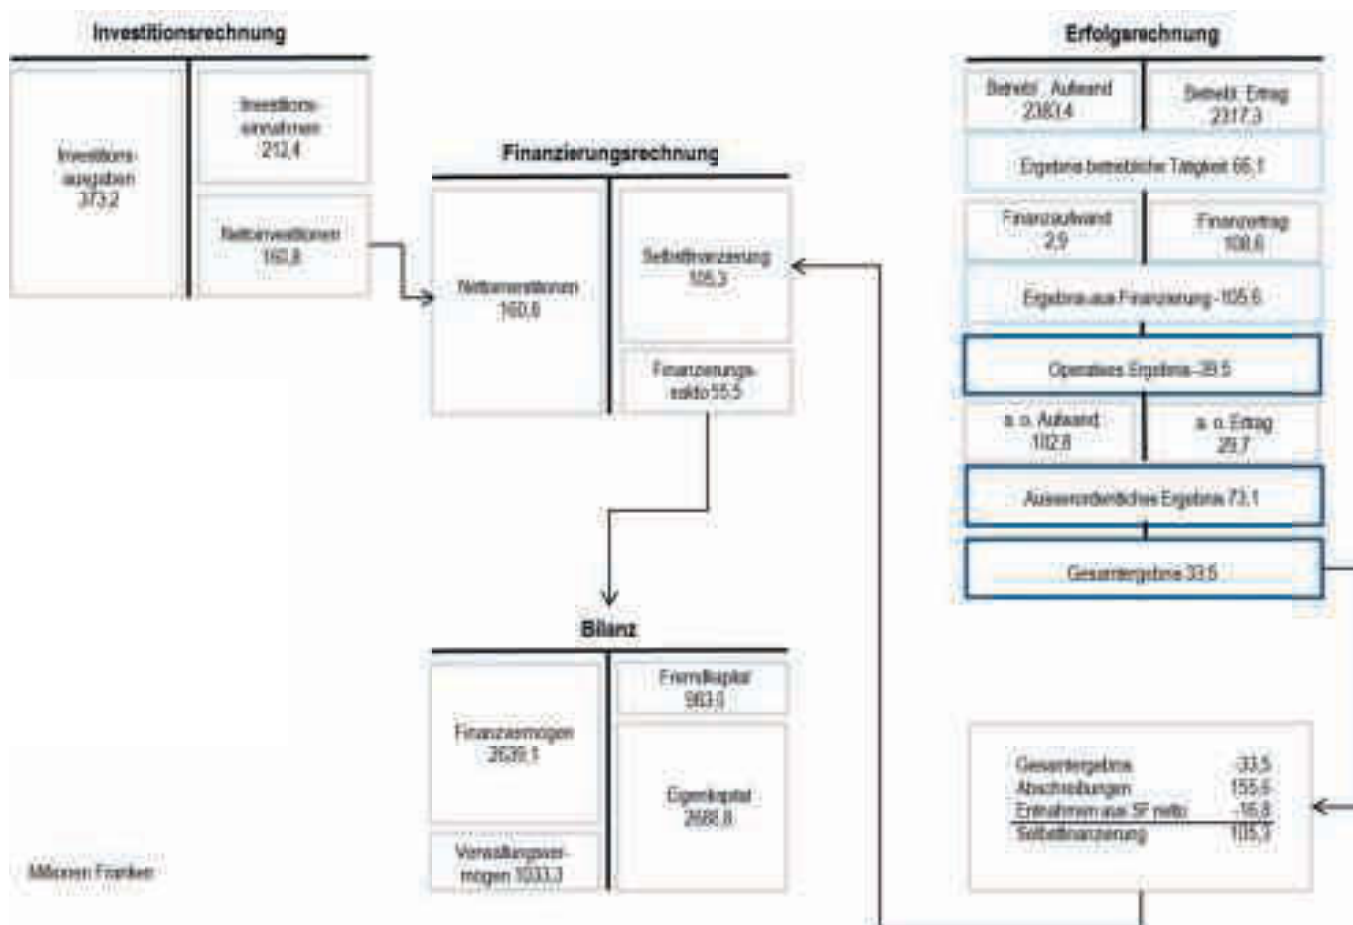 Investitionsrechnung
Investitions-
ausgaben
373,2
Investitions-
einnahmen
212,4
Nettoinvestitionen
160,8
Finanzierungsrechnung
Nettoinvestitionen
160,8
Selbstfinanzierung
105,3
Finanzierungs-
saldo 55,5
Bilanz
Finanzvermögen
2639,1
Verwaltungsver-
mögen 1033,3
Fremdkapital
Eigenkapital
2688,8
Millionen Franken
Erfolgsrechnung
Betriebl. Aufwand
2383,4
Betriebl. Ertrag
2317,3
Ergebnis betriebliche Tätigkeit 66,1
Finanzaufwand
2,9
Finanzertrag
108,6
Ergebnis aus Finanzierung -105,6
Operatives Ergebnis -39,5
a. o. Aufwand
102,8
a. o. Ertrag
29,7
Ausserordentliches Ergebnis 73,1
Gesamtergebnis 33,5
Gesamtergebnis -33,5
Abschreibungen 155,6
Entnahmen aus SF netto -16,8
Selbstfinanzierung 105,3